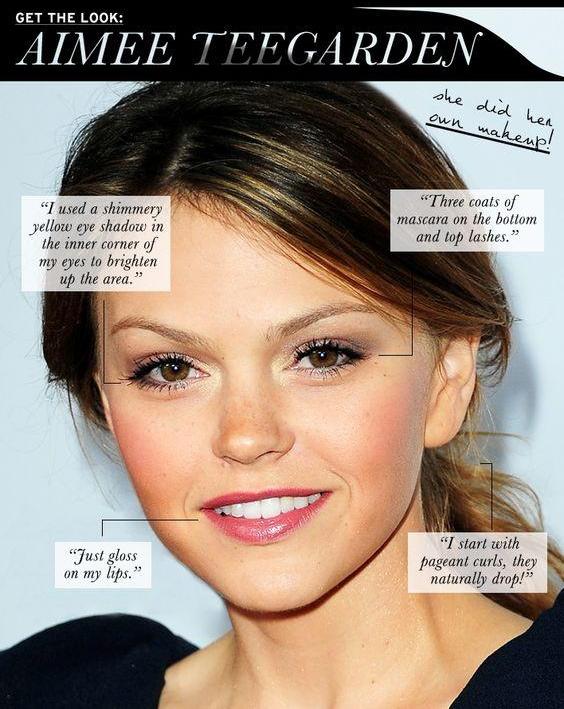 GET THE LOOK:
AIMEE TEEGARDEN
she did her
own makeup!
“I used a shimmery
yellow eye shadow in
the inner corner of
my eyes to brighten
up the area.”
“Three coats of
mascara on the bottom
and top lashes.”
“Just gloss
on my lips.”
“I start with
pageant curls, they
naturally drop!”